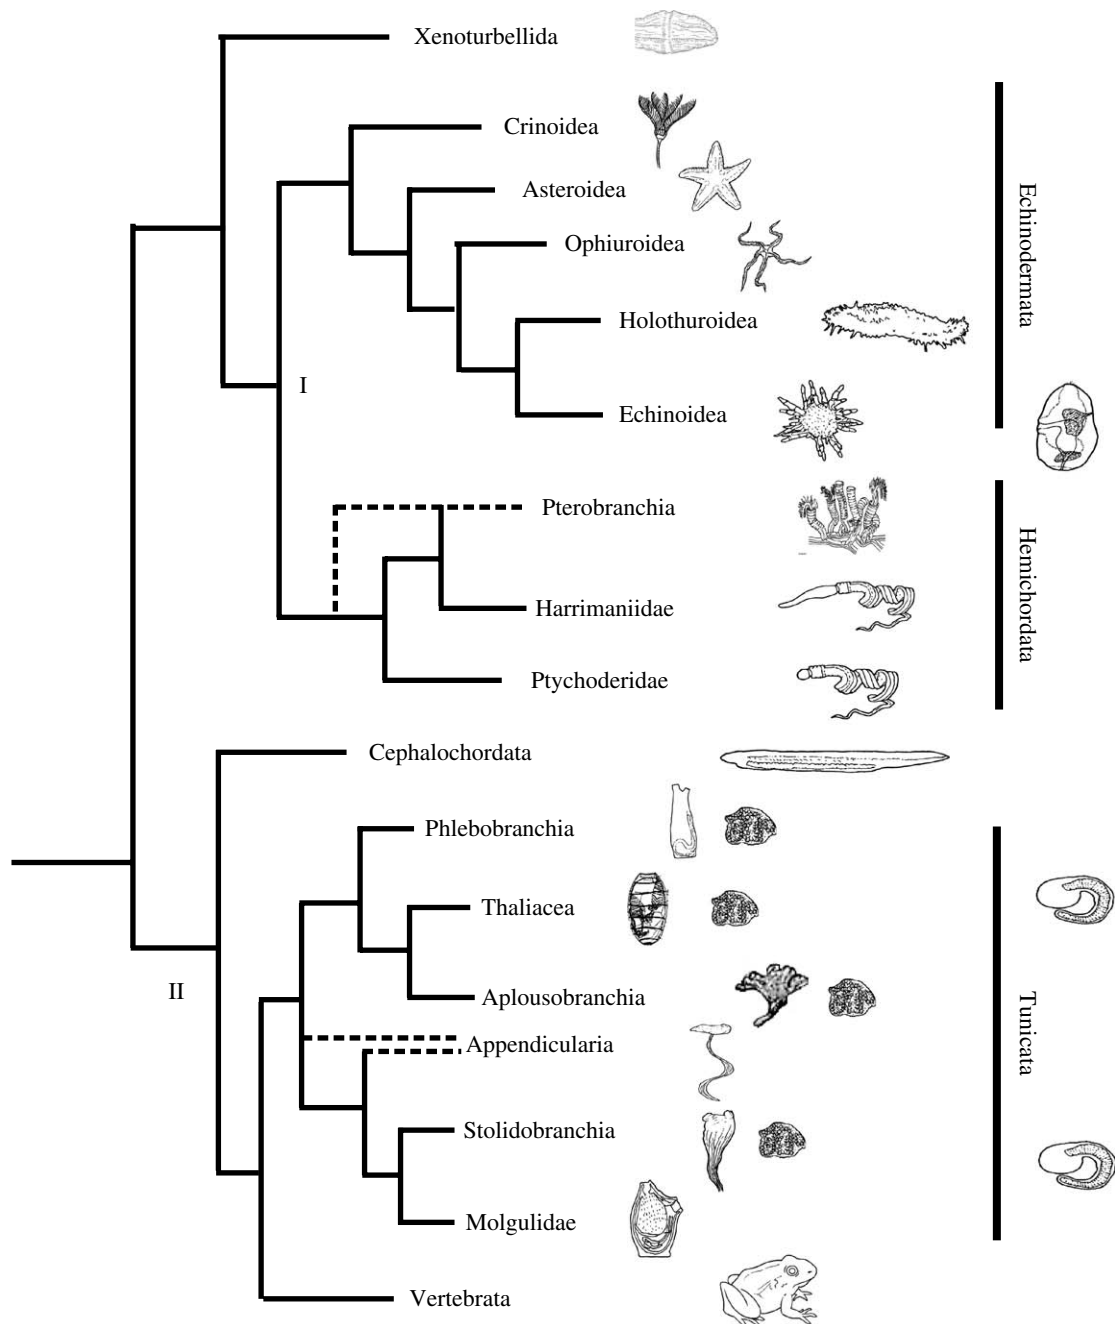 Xenoturbellida
Crinoidea
Asteroidea
Ophiuroidea
Holothuroidea
Echinoidea
Echinodermata
I
Pterobranchia
Harrimaniidae
Ptychoderidae
Hemichordata
Cephalochordata
Phlebobranchia
Thaliacea
II
Aplousobranchia
Appendicularia
Stolidobranchia
Molgulidae
Tunicata
Vertebrata